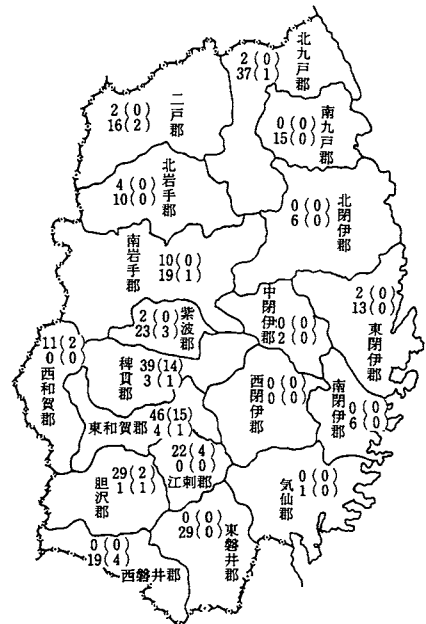 北九戸郡
2(0)
37(1)
二戸郡
2(0)
16(2)
南九戸郡
0(0)
15(0)
北岩手郡
4(0)
10(0)
北閉伊郡
0(0)
6(0)
南岩手郡
10(0)
19(1)
紫波郡
2(0)
23(3)
中閉伊郡
0(0)
2(0)
東閉伊郡
2(0)
13(0)
11(2)
0(0)
西和賀郡
稗貫郡
39(14)
3(1)
西閉伊郡
0(0)
0(0)
南閉伊郡
0(0)
6(0)
東和賀郡
46(15)
4(1)
22(4)
0(0)
江刺郡
胆沢郡
29(2)
1(1)
気仙郡
0(0)
1(0)
0(0)
29(0)
東磐井郡
0(0)
19(4)
西磐井郡